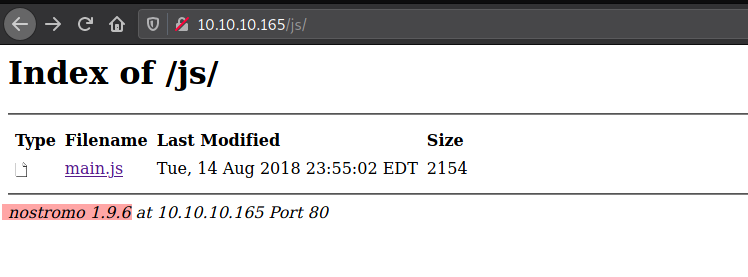 10.10.10.165/js/
Index of /js/
Type Filename Last Modified Size
main.js Tue, 14 Aug 2018 23:55:02 EDT 2154
nostromo 1.9.6 at 10.10.10.165 Port 80